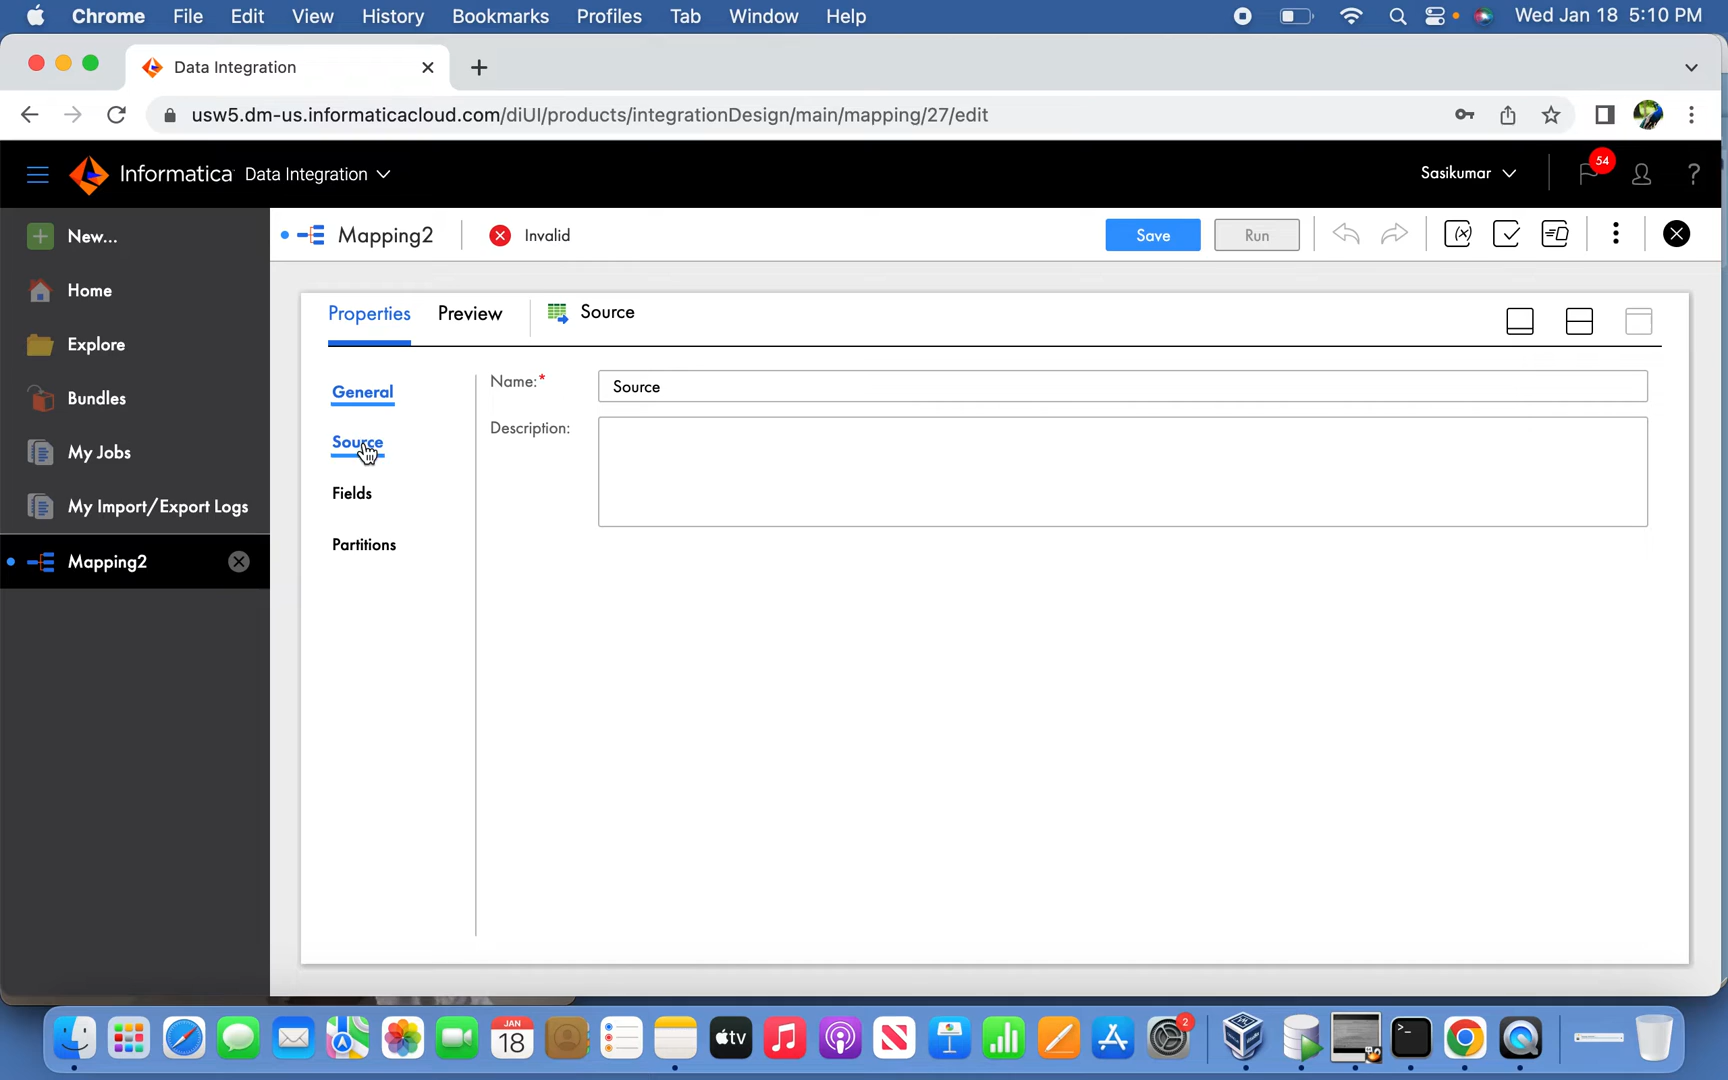 Chrome File Edit View History Bookmarks Profiles Tab Window Help Wed Jan 18 5:10 PM
Data Integration
usw5.dm-us.informaticacloud.com/diUI/products/integrationDesign/main/mapping/27/edit
Informatica Data Integration Sasikumar 54 ?
New... Mapping2 Invalid Save Run
Home
Properties Preview Source
Explore
General Name:* Source
Bundles
Source Description:
My Jobs
Fields
My Import/Export Logs
Partitions
Mapping2
JAN
18
tv
2